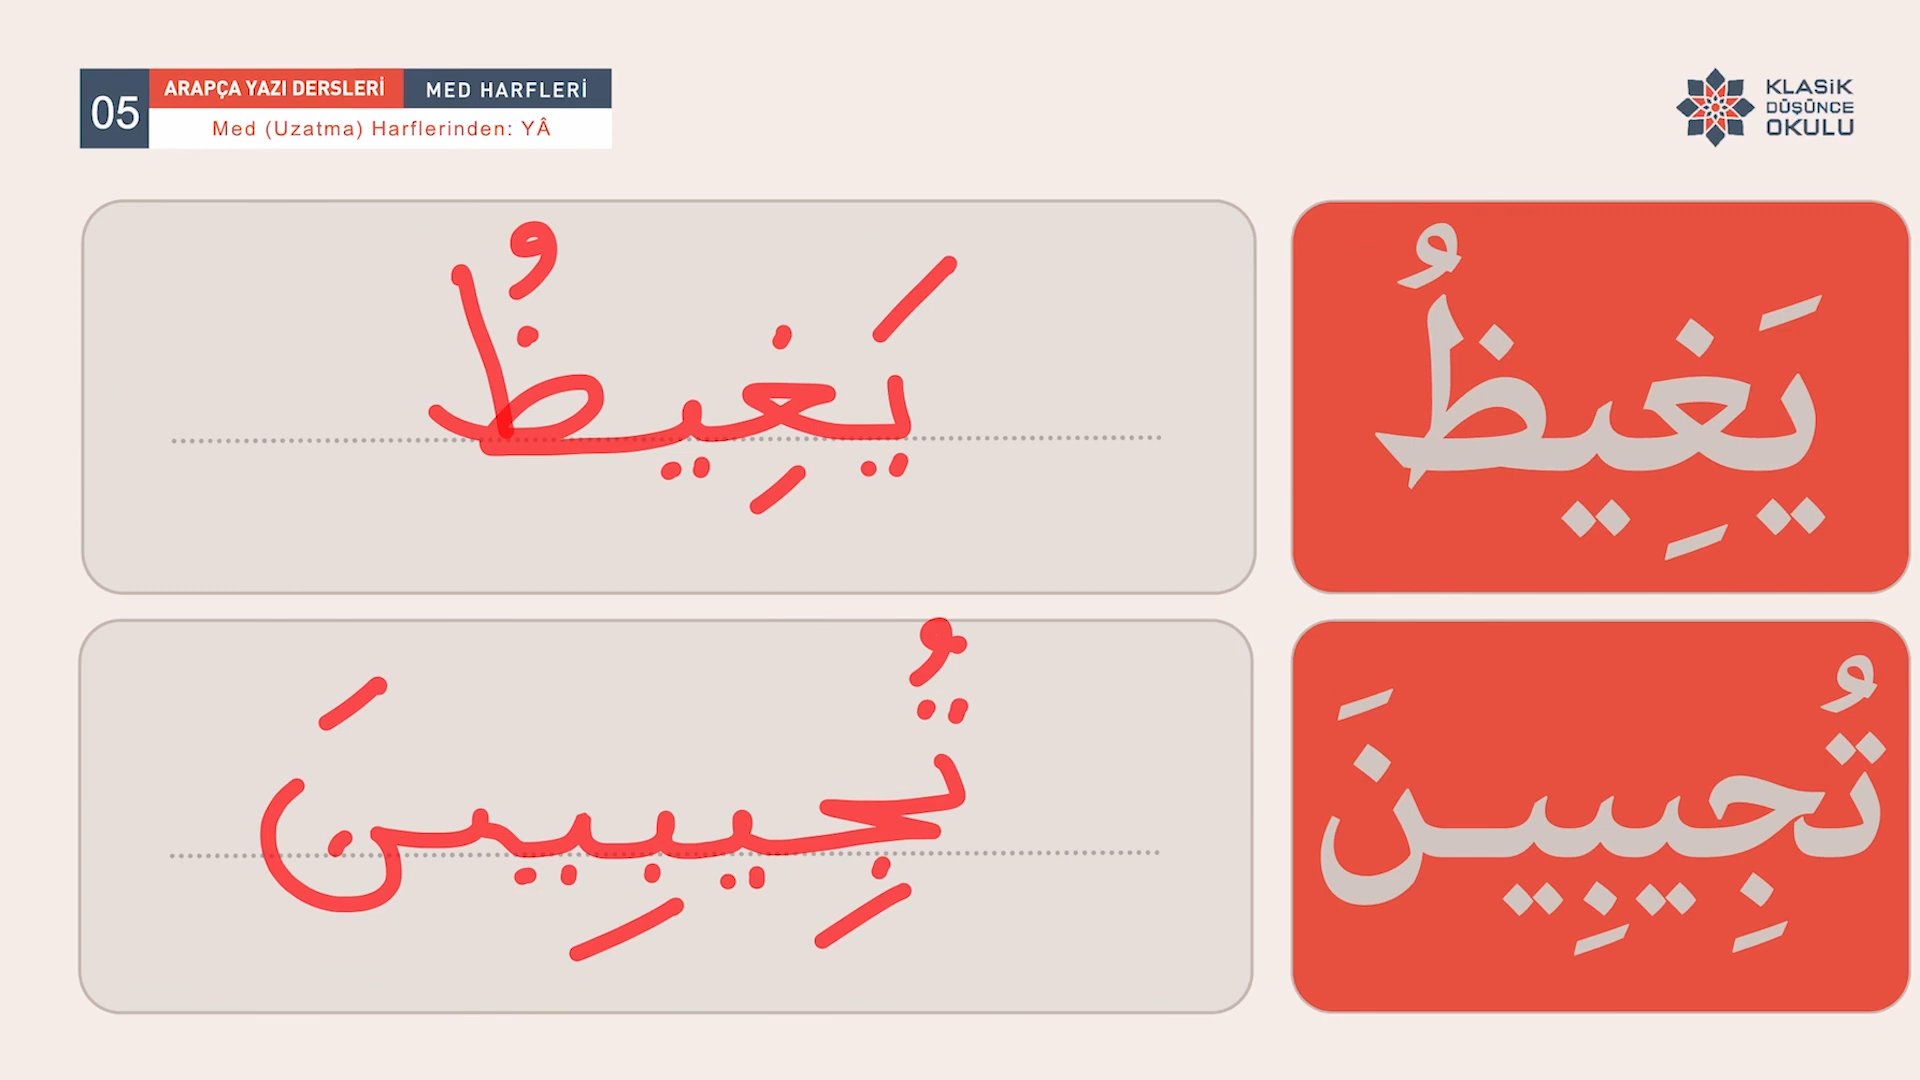 05
ARAPÇA YAZI DERSLERİ
MED HARFLERİ
Med (Uzatma) Harflerinden: YÂ
KLASİK
DÜŞÜNCE
OKULU
يَغِيظُ
يَغِيظُ
تُجِيبِينَ
تُجِيبِينَ